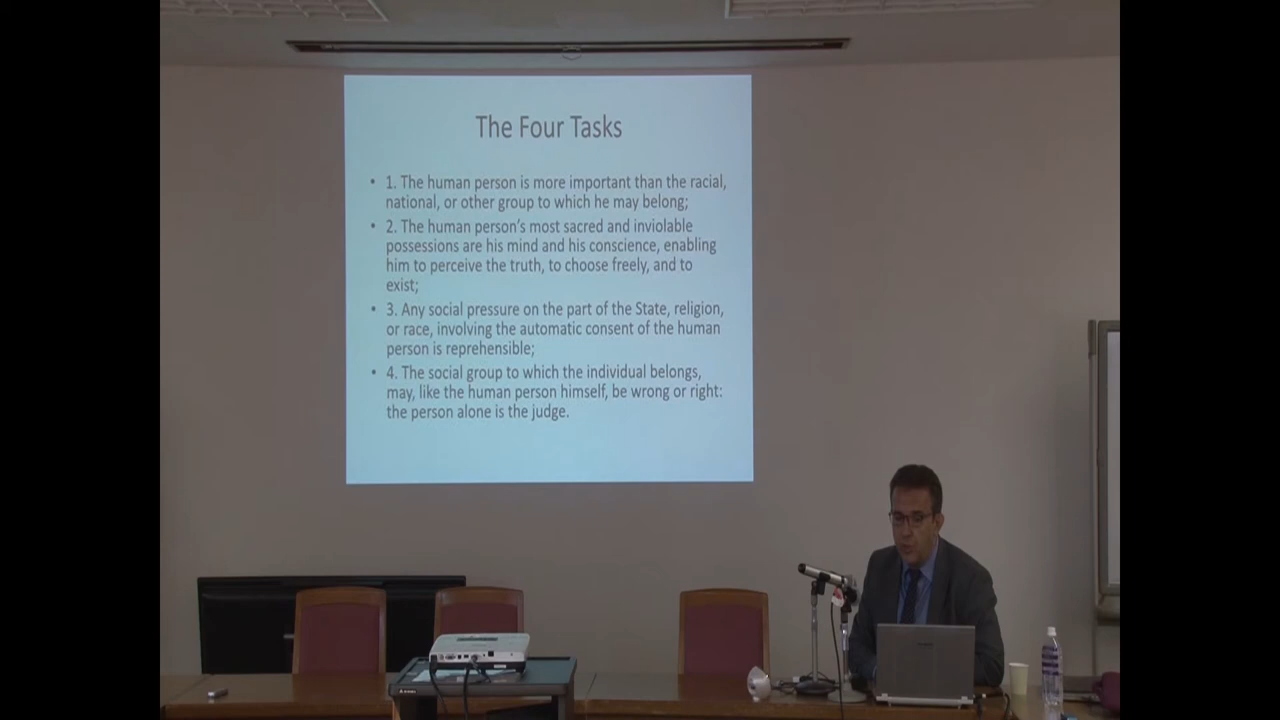 The Four Tasks
• 1. The human person is more important than the racial,
national, or other group to which he may belong;
• 2. The human person's most sacred and inviolable
possessions are his mind and his conscience, enabling
him to perceive the truth, to choose freely, and to
exist;
• 3. Any social pressure on the part of the State, religion,
or race, involving the automatic consent of the human
person is reprehensible;
• 4. The social group to which the individual belongs,
may, like the human person himself, be wrong or right:
the person alone is the judge.